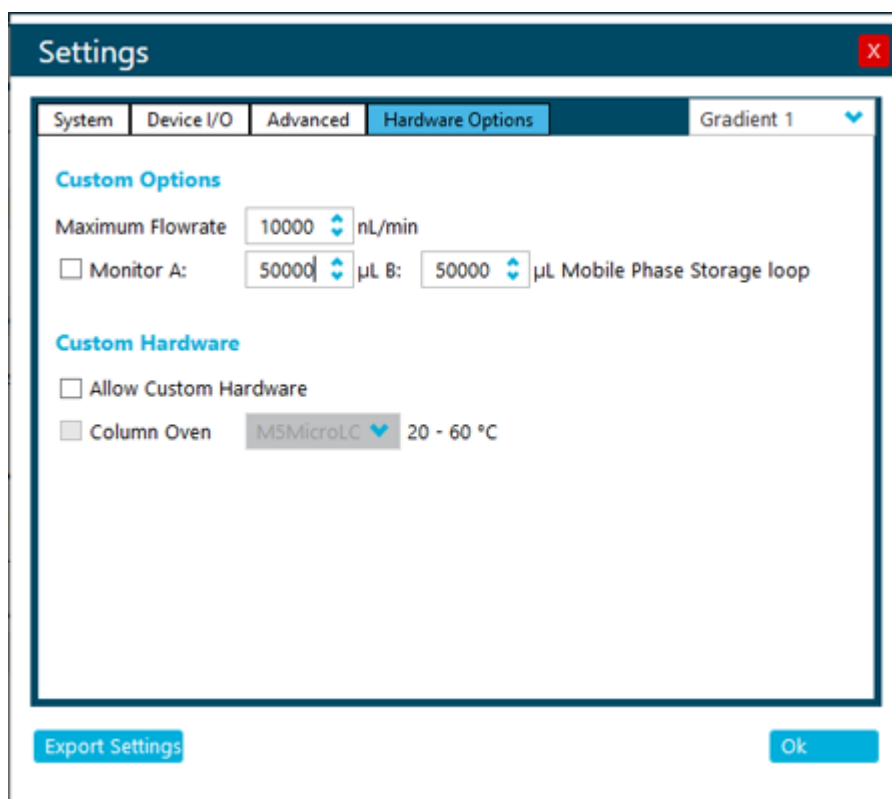 Settings
X
System Device I/O Advanced Hardware Options Gradient 1
Custom Options
Maximum Flowrate 10000 nL/min
Monitor A: 50000 µL B: 50000 µL Mobile Phase Storage loop
Custom Hardware
Allow Custom Hardware
Column Oven M5MicroLC 20 - 60 °C
Export Settings Ok